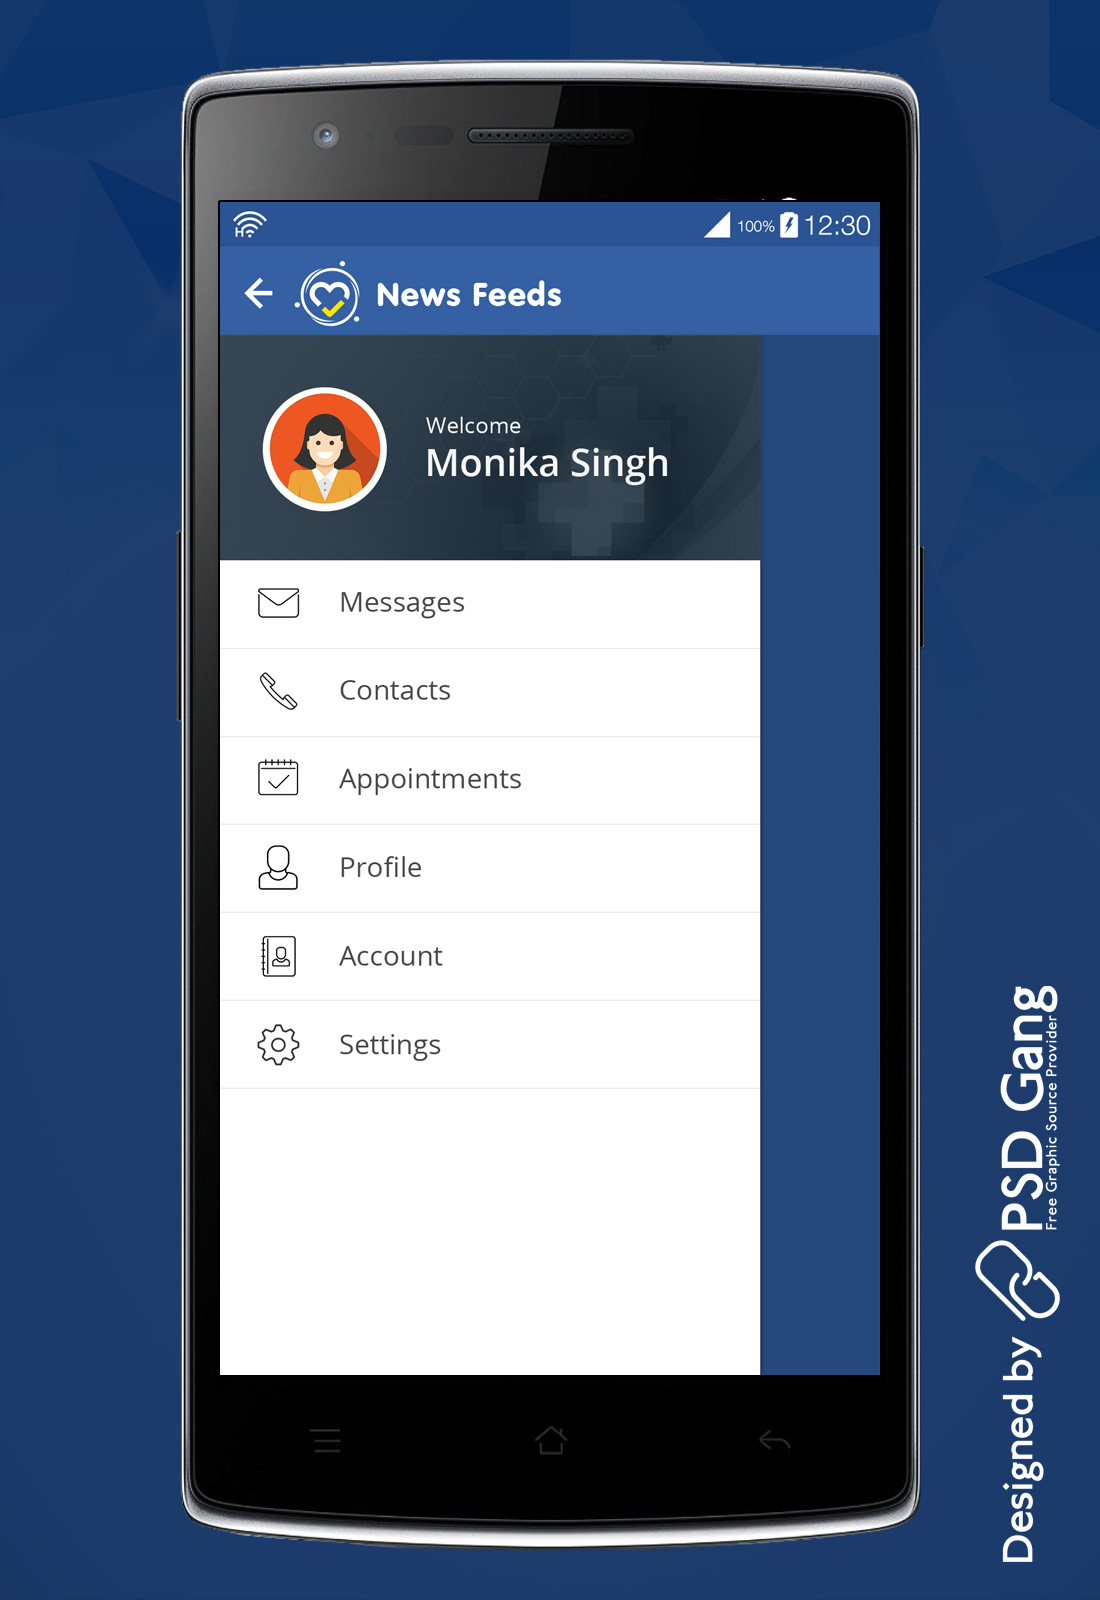 H
100%
12:30
News Feeds
Welcome
Monika Singh
Messages
Contacts
Appointments
Profile
Account
Settings
Designed by
PSD Gang
Free Graphic Source Provider